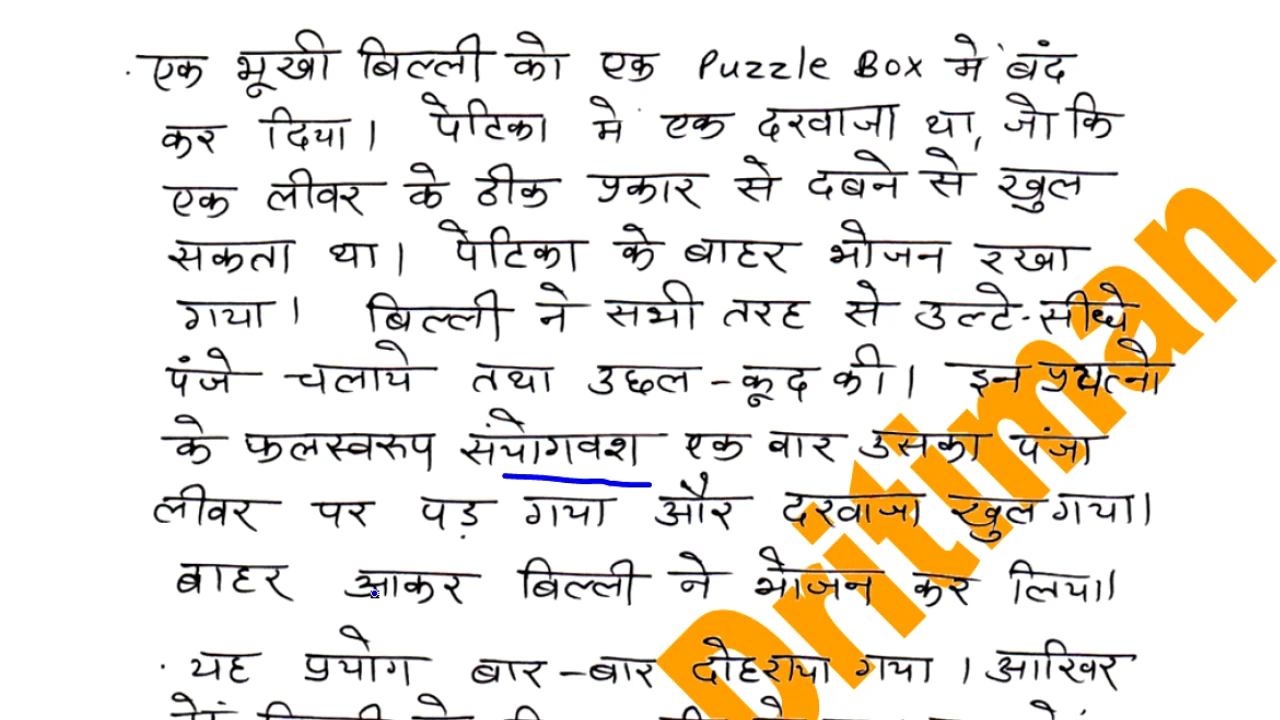 · एक भूखी बिल्ली को एक Puzzle Box में बंद
कर दिया। पेटिका मे एक दरवाजा था, जो कि
एक लीवर के ठीक प्रकार से दबने से खुल
सकता था। पेटिका के बाहर भोजन रखा
गया। बिल्ली ने सभी तरह से उल्टे-सीधे
पंजे चलाये तथा उछल-कूद की। इन प्रयत्नो
के फलस्वरूप संयोगवश एक बार उसका पंजा
लीवर पर पड़ गया और दरवाजा खुल गया।
बाहर आकर बिल्ली ने भोजन कर लिया।
· यह प्रयोग बार-बार दोहराया गया । आखिर
Dritiman